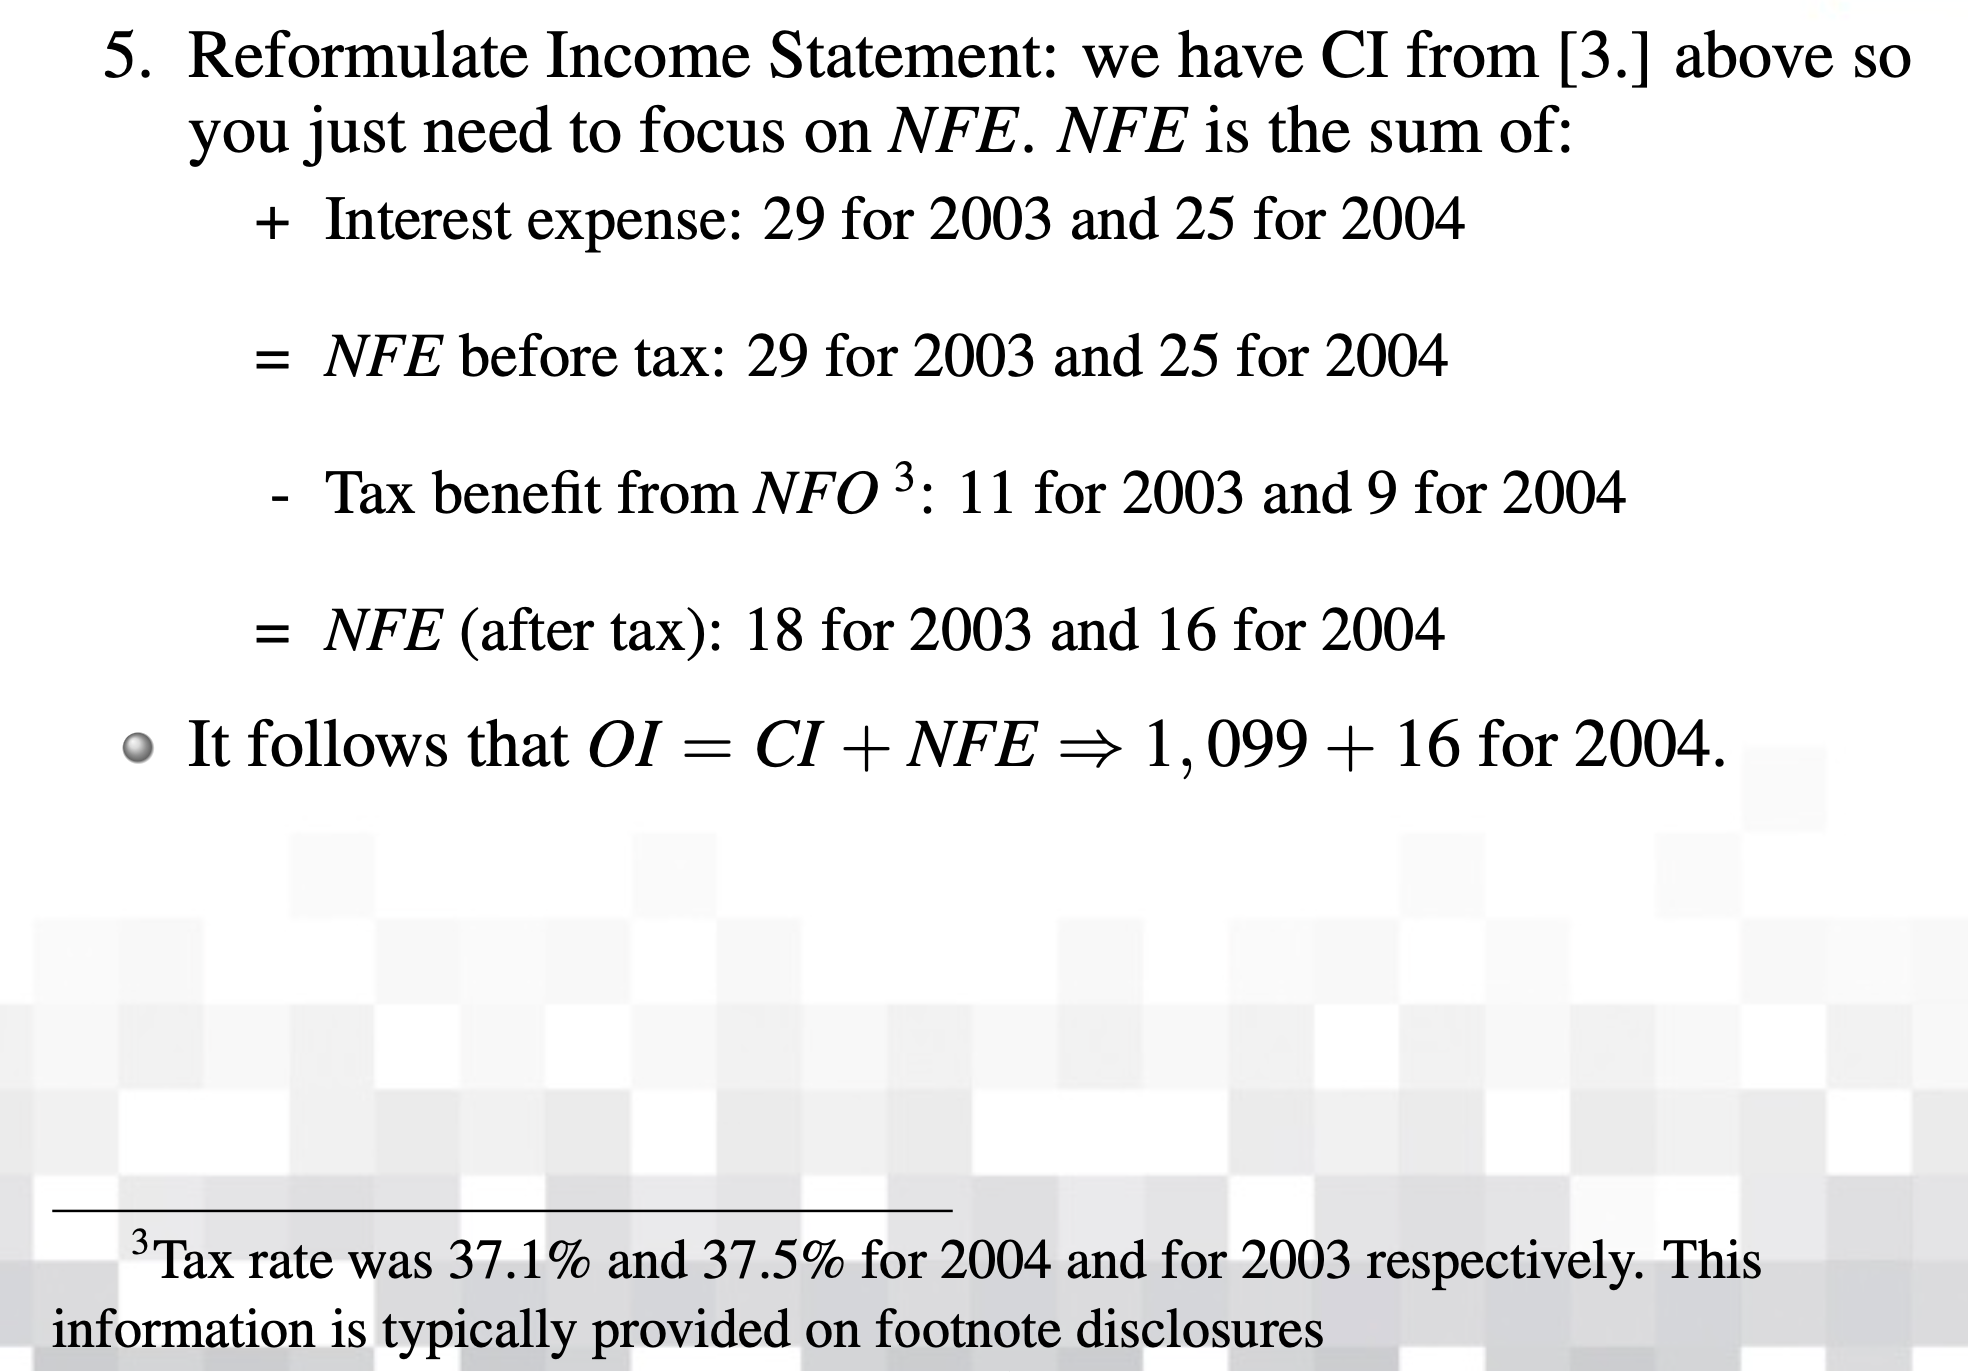 5. Reformulate Income Statement: we have CI from [3.] above so
you just need to focus on NFE. NFE is the sum of:
+ Interest expense: 29 for 2003 and 25 for 2004
= NFE before tax: 29 for 2003 and 25 for 2004
- Tax benefit from NFO ³: 11 for 2003 and 9 for 2004
= NFE (after tax): 18 for 2003 and 16 for 2004
It follows that OI = CI + NFE ⇒ 1, 099 + 16 for 2004.
³Tax rate was 37.1% and 37.5% for 2004 and for 2003 respectively. This
information is typically provided on footnote disclosures